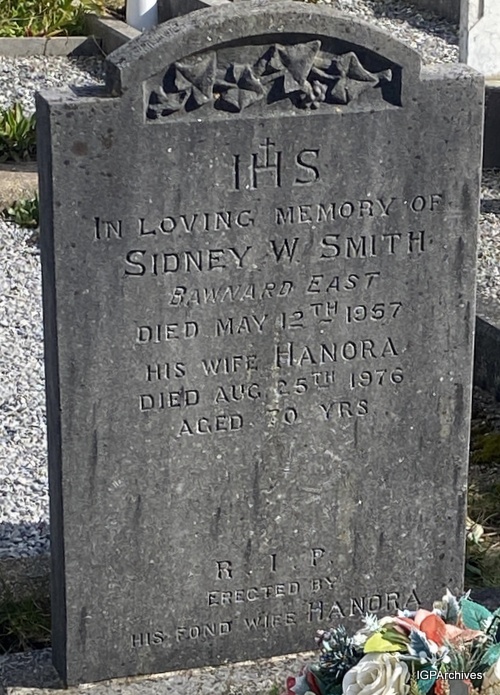 IHS
IN LOVING MEMORY OF
SIDNEY W SMITH
BAWNARD EAST
DIED MAY 12TH 1957
HIS WIFE HANORA
DIED AUG 25TH 1976
AGED 70 YRS
R. I. P.
ERECTED BY
HIS FOND WIFE HANORA
IGPArchives